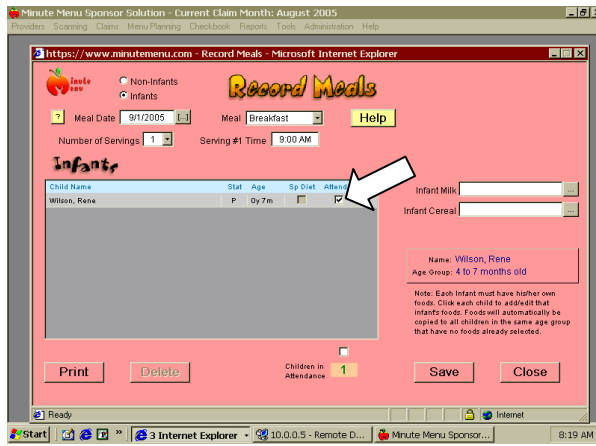 Minute Menu Sponsor Solution - Current Claim Month: August 2005
Providers Scanning Claims Menu Planning Checkbook Reports Tools Administration Help
https://www.minutemenu.com - Record Meals - Microsoft Internet Explorer
Minute Menu
Non-Infants
Infants
Record Meals
? Meal Date 9/1/2005 [...] Meal Breakfast Help
Number of Servings 1 Serving #1 Time 9:00 AM
Infants
Child Name Stat Age Sp Diet Attend
Wilson, Rene P 0y 7m
Infant Milk ...
Infant Cereal ...
Name: Wilson, Rene
Age Group: 4 to 7 months old
Note: Each Infant must have his/her own
foods. Click each child to add/edit that
infant's foods. Foods will automatically be
copied to all children in the same age group
that have no foods already selected.
Print Delete Children in Attendance 1 Save Close
Ready Internet
Start » 3 Internet Explorer 10.0.0.5 - Remote D... Minute Menu Sponsor... 8:19 AM